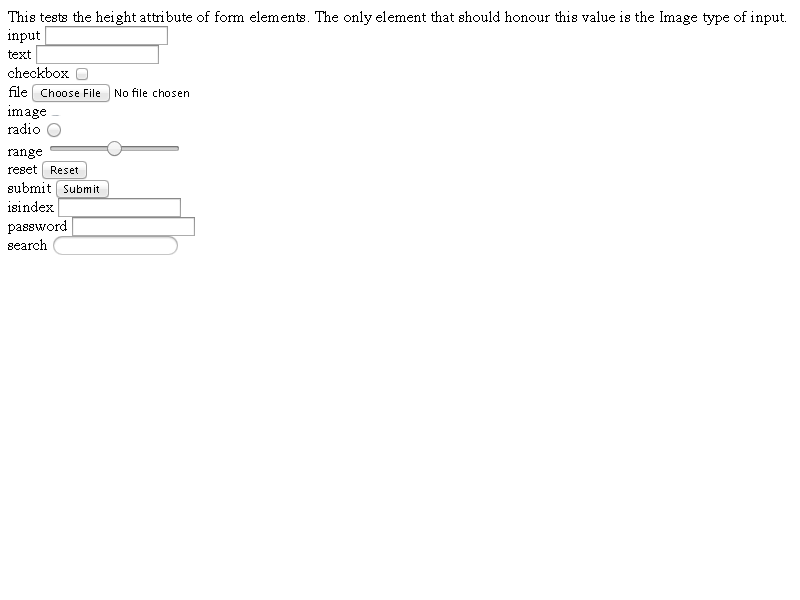 This tests the height attribute of form elements. The only element that should honour this value is the Image type of input.
input
text
checkbox
file Choose File No file chosen
image
radio
range
reset Reset
submit Submit
isindex
password
search